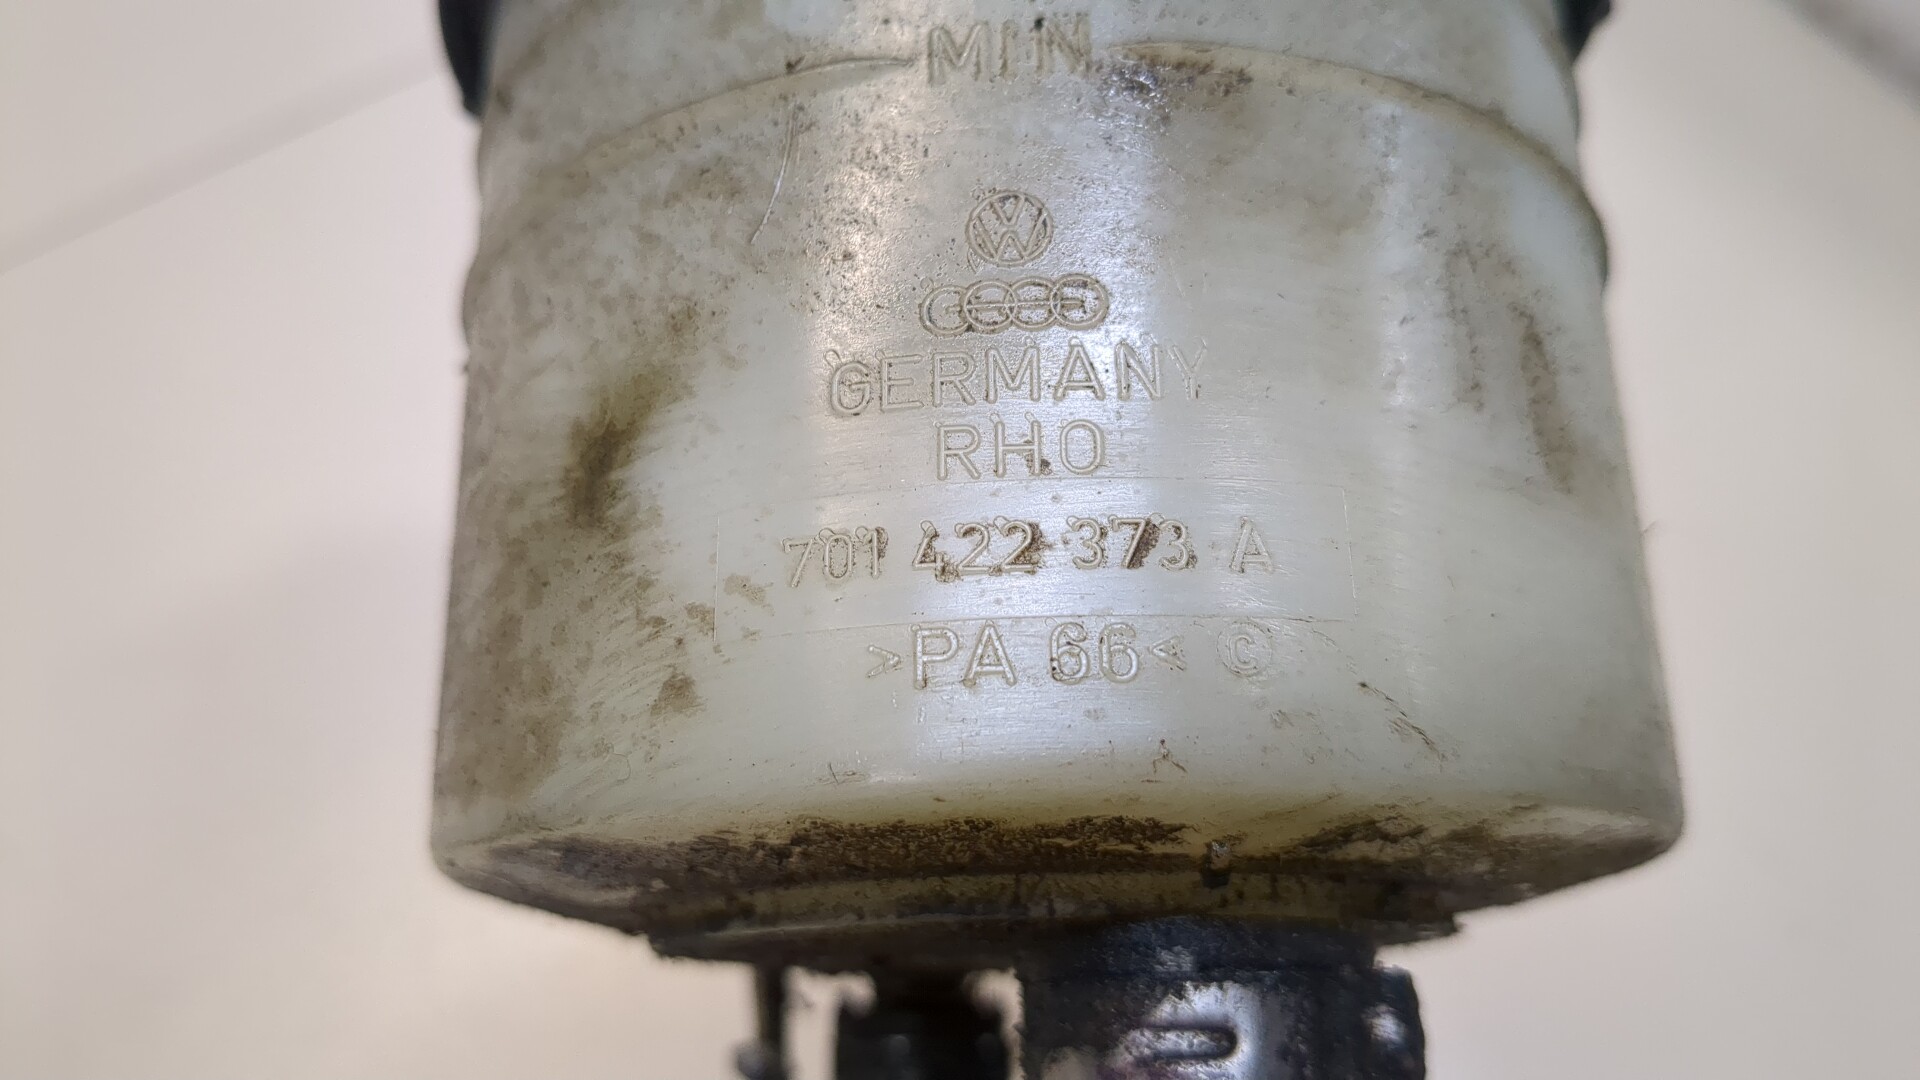 MIN
GERMANY
RHO
701 422 373 A
>PA 66< ©